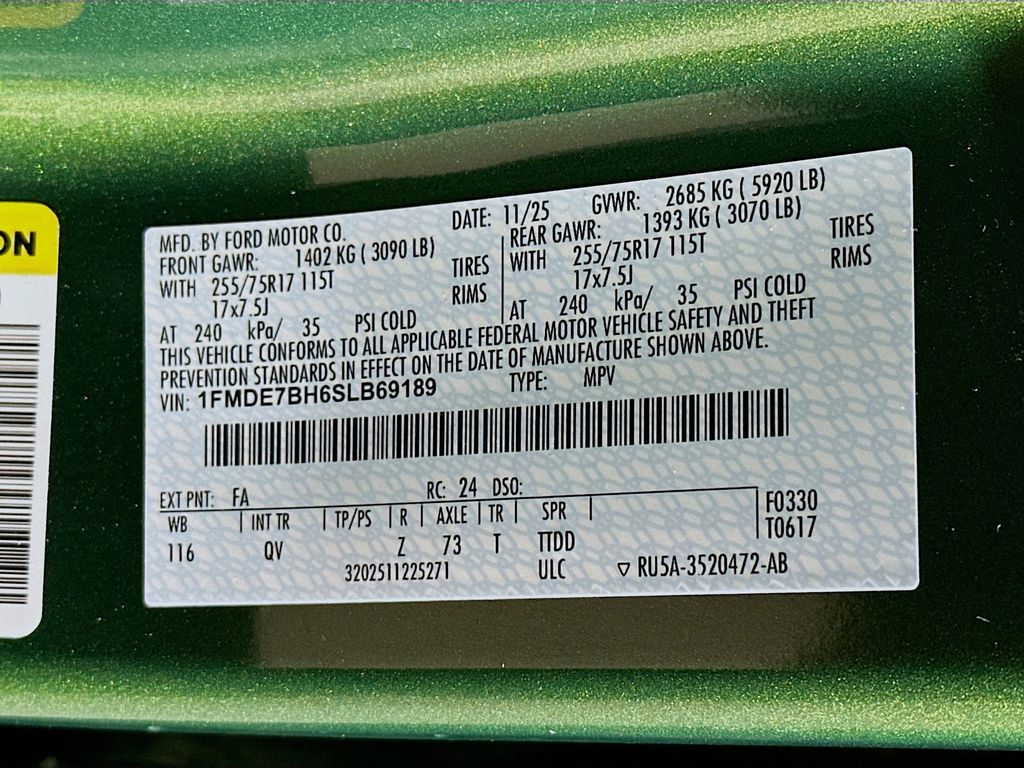 ON
MFD. BY FORD MOTOR CO. DATE: 11/25 GVWR: 2685 KG ( 5920 LB)
FRONT GAWR: 1402 KG ( 3090 LB) REAR GAWR: 1393 KG ( 3070 LB)
WITH 255/75R17 115T TIRES WITH 255/75R17 115T TIRES
17x7.5J RIMS 17x7.5J RIMS
AT 240 kPa/ 35 PSI COLD AT 240 kPa/ 35 PSI COLD
THIS VEHICLE CONFORMS TO ALL APPLICABLE FEDERAL MOTOR VEHICLE SAFETY AND THEFT
PREVENTION STANDARDS IN EFFECT ON THE DATE OF MANUFACTURE SHOWN ABOVE.
VIN: 1FMDE7BH6SLB69189 TYPE: MPV
EXT PNT: FA RC: 24 DSO:
WB INT TR TP/PS R AXLE TR SPR F0330
116 QV Z 73 T TTDD T0617
3202511225271 ULC ▽ RU5A-3520472-AB